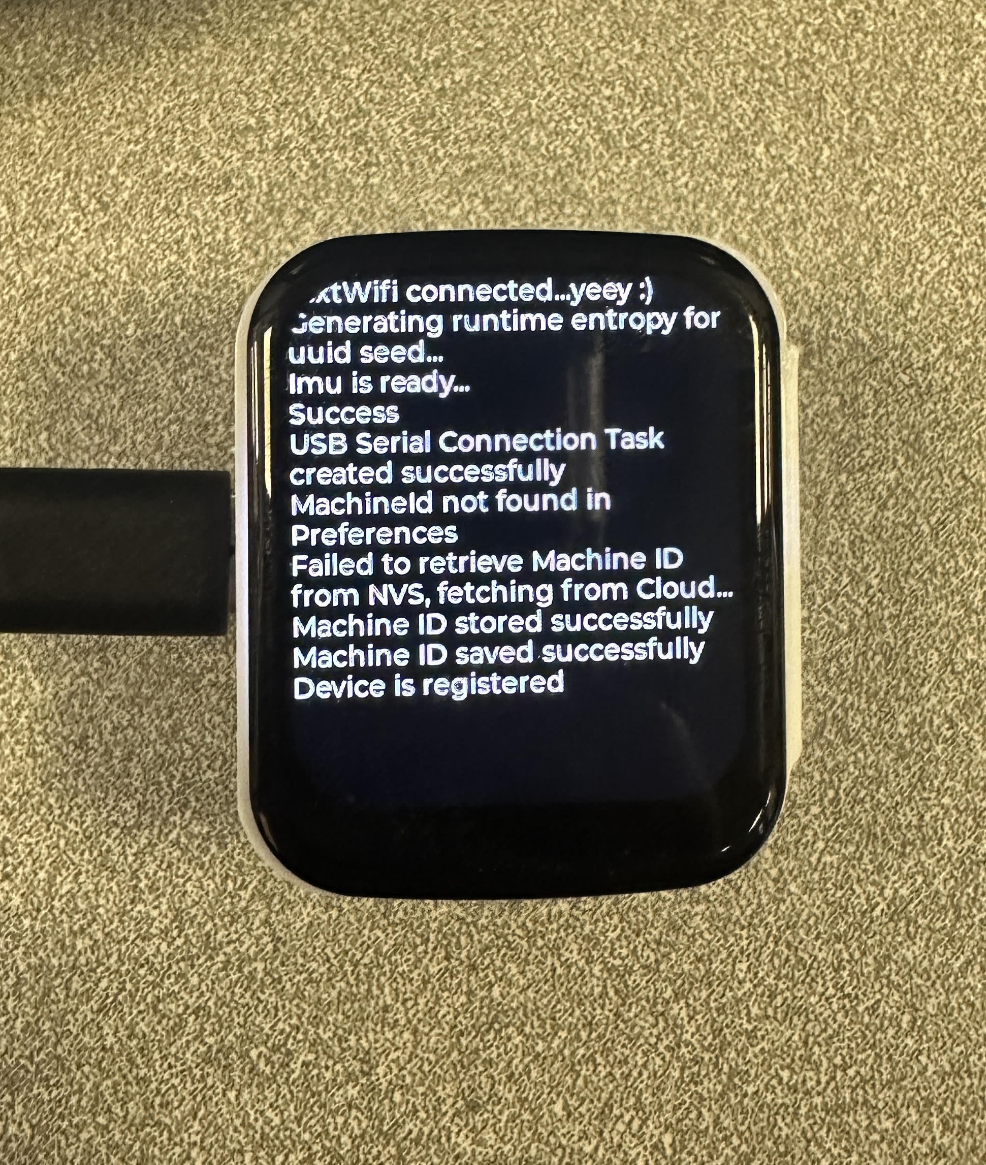 Wifi connected...yeey :)
Generating runtime entropy for
uuid seed...
Imu is ready...
Success
USB Serial Connection Task
created successfully
MachineId not found in
Preferences
Failed to retrieve Machine ID
from NVS, fetching from Cloud...
Machine ID stored successfully
Machine ID saved successfully
Device is registered